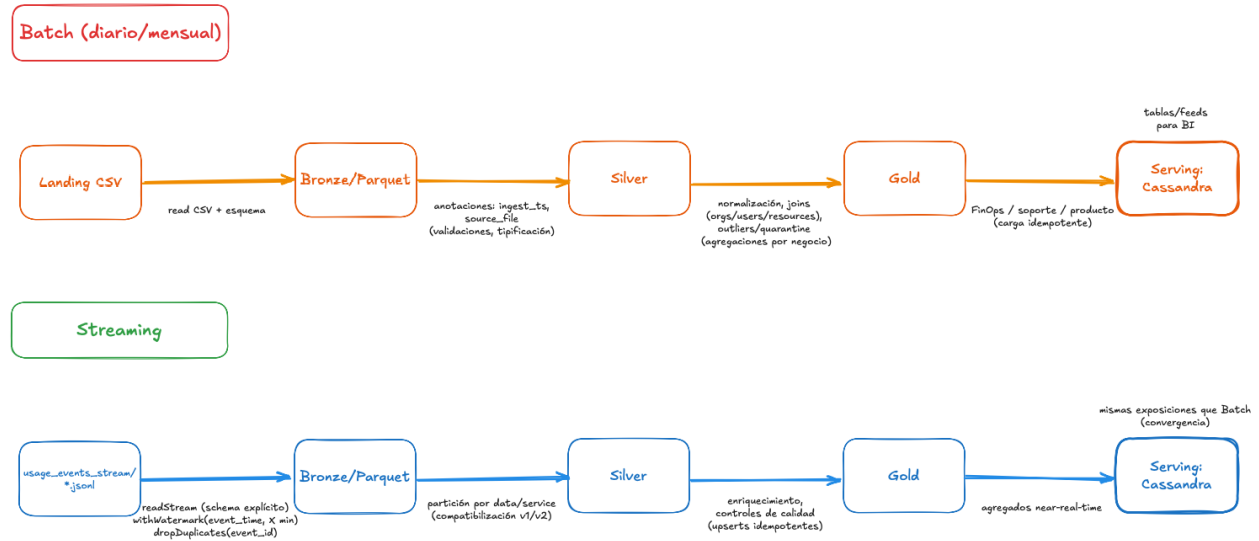 Batch (diario/mensual)
tablas/feeds
para BI
Landing CSV
Bronze/Parquet
Silver
Gold
Serving:
Cassandra
read CSV + esquema
anotaciones: ingest_ts,
source_file
(validaciones, tipificación)
normalización, joins
(orgs/users/resources),
outliers/quarantine
(agregaciones por negocio)
FinOps / soporte / producto
(carga idempotente)
Streaming
mismas exposiciones que Batch
(convergencia)
usage_events_stream/
*.jsonl
Bronze/Parquet
Silver
Gold
Serving:
Cassandra
readStream (schema explícito)
withWatermark(event_time, X min)
dropDuplicates(event_id)
partición por data/service
(compatibilización v1/v2)
enriquecimiento,
controles de calidad
(upserts idempotentes)
agregados near-real-time